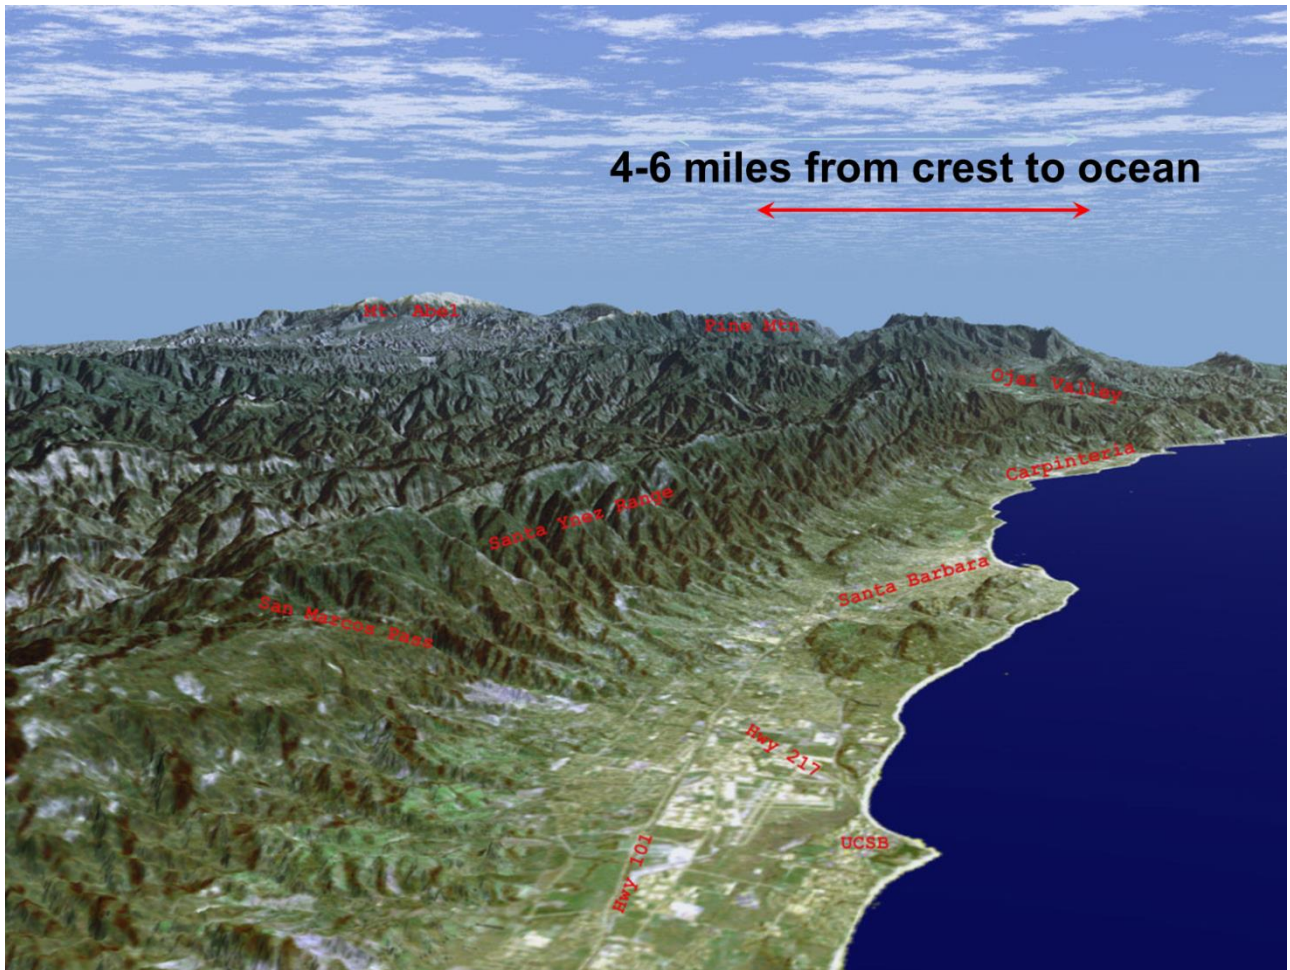 4-6 miles from crest to ocean
Mt. Abel
Pine Mtn
Ojai Valley
Carpinteria
Santa Ynez Range
Santa Barbara
San Marcos Pass
Hwy 217
Hwy 101
UCSB